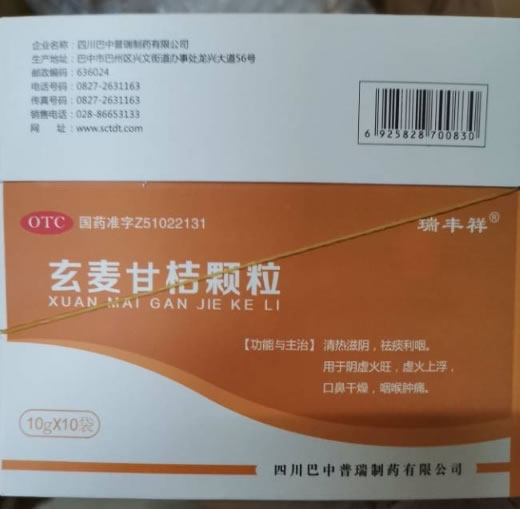 企业名称：四川巴中普瑞制药有限公司
生产地址：巴中市巴州区兴文街道办事处龙兴大道56号
邮政编码：636024
电话号码：0827-2631163
传真号码：0827-2631163
销售电话：028-86653133
网 址：www.sctdt.com
6 925828 700830
OTC 国药准字Z51022131
瑞丰祥®
玄麦甘桔颗粒
XUAN MAI GAN JIE KE LI
【功能与主治】清热滋阴，祛痰利咽。
用于阴虚火旺，虚火上浮，
口鼻干燥，咽喉肿痛。
10gX10袋
四川巴中普瑞制药有限公司